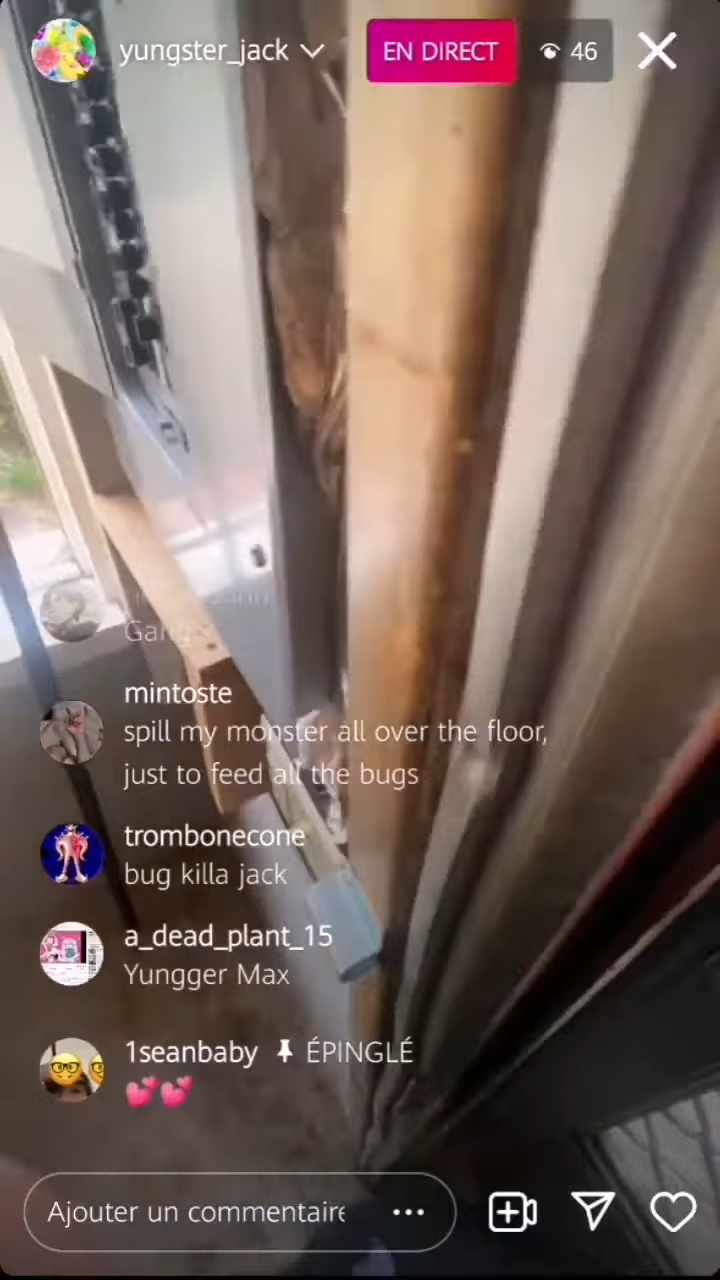 yungster_jack EN DIRECT 46
mintoste
spill my monster all over the floor,
just to feed all the bugs
trombonecone
bug killa jack
a_dead_plant_15
Yungger Max
1seanbaby ÉPINGLÉ
Ajouter un commentaire